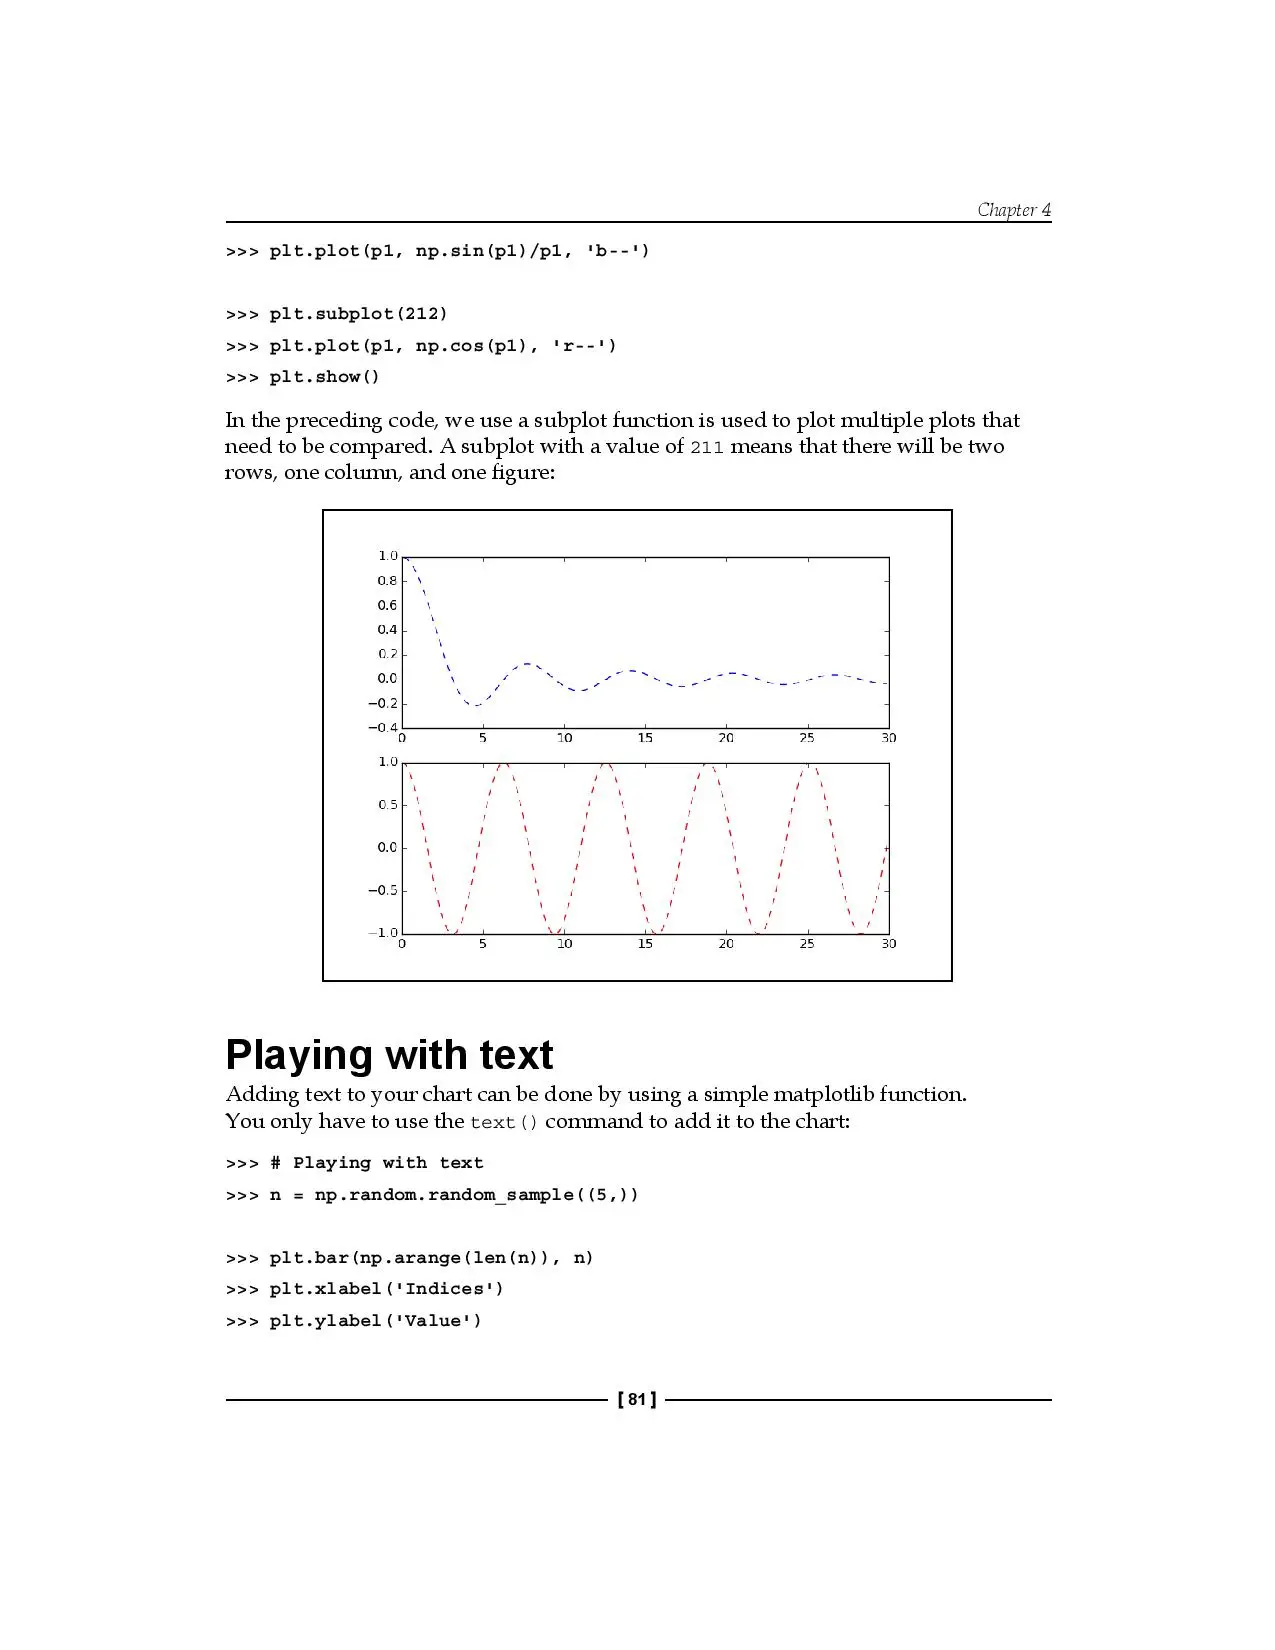 Chapter 4
>>> plt.plot(p1, np.sin(p1)/p1, 'b--')
>>> plt.subplot(212)
>>> plt.plot(p1, np.cos(p1), 'r--')
>>> plt.show()
In the preceding code, we use a subplot function is used to plot multiple plots that
need to be compared. A subplot with a value of 211 means that there will be two
rows, one column, and one figure:
1.0
0.8
0.6
0.4
0.2
0.0
−0.2
−0.4
0 5 10 15 20 25 30
1.0
0.5
0.0
−0.5
−1.0
0 5 10 15 20 25 30
Playing with text
Adding text to your chart can be done by using a simple matplotlib function.
You only have to use the text() command to add it to the chart:
>>> # Playing with text
>>> n = np.random.random_sample((5,))
>>> plt.bar(np.arange(len(n)), n)
>>> plt.xlabel('Indices')
>>> plt.ylabel('Value')
[ 81 ]